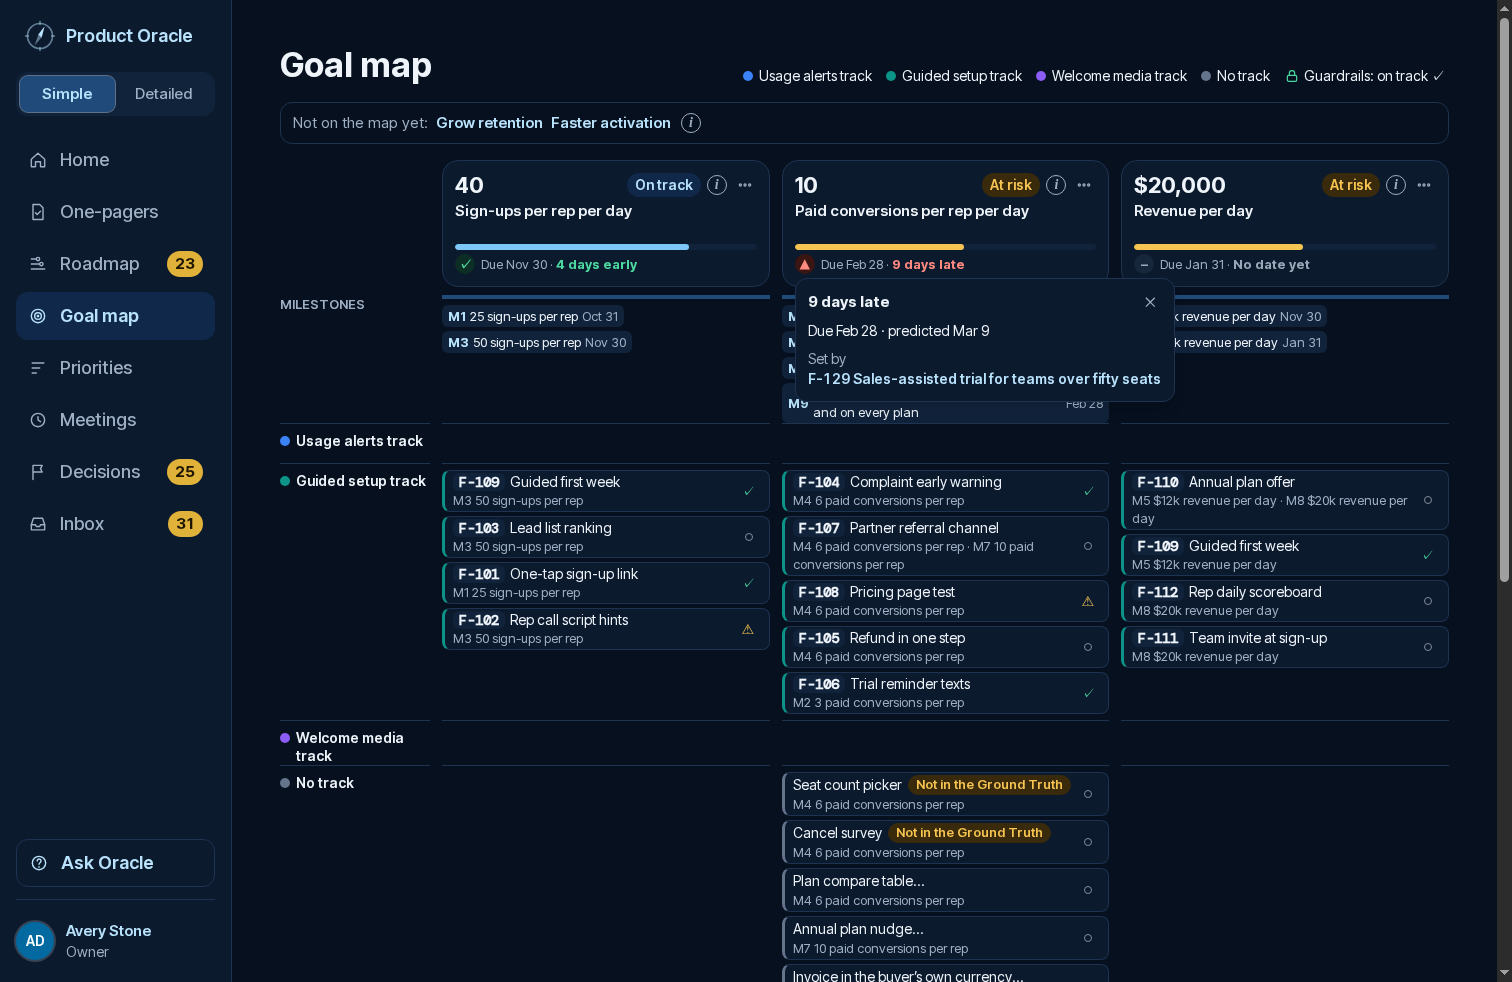 Product Oracle
Simple
Detailed
Home
One-pagers
Roadmap
23
Goal map
Priorities
Meetings
Decisions
25
Inbox
31
Ask Oracle
AD
Avery Stone
Owner
Goal map
Usage alerts track
Guided setup track
Welcome media track
No track
Guardrails: on track ✓
Not on the map yet: Grow retention Faster activation i
40
On track
i
Sign-ups per rep per day
✓ Due Nov 30 · 4 days early
10
At risk
i
Paid conversions per rep per day
▲ Due Feb 28 · 9 days late
$20,000
At risk
i
Revenue per day
– Due Jan 31 · No date yet
9 days late
Due Feb 28 · predicted Mar 9
Set by
F-129 Sales-assisted trial for teams over fifty seats
MILESTONES
M1 25 sign-ups per rep Oct 31
M3 50 sign-ups per rep Nov 30
M9
Feb 28
and on every plan
revenue per day Nov 30
revenue per day Jan 31
Usage alerts track
Guided setup track
F-109 Guided first week
M3 50 sign-ups per rep
✓
F-103 Lead list ranking
M3 50 sign-ups per rep
F-101 One-tap sign-up link
M1 25 sign-ups per rep
✓
F-102 Rep call script hints
M3 50 sign-ups per rep
⚠
F-104 Complaint early warning
M4 6 paid conversions per rep
✓
F-107 Partner referral channel
M4 6 paid conversions per rep · M7 10 paid
conversions per rep
F-108 Pricing page test
M4 6 paid conversions per rep
⚠
F-105 Refund in one step
M4 6 paid conversions per rep
F-106 Trial reminder texts
M2 3 paid conversions per rep
✓
F-110 Annual plan offer
M5 $12k revenue per day · M8 $20k revenue per
day
F-109 Guided first week
M5 $12k revenue per day
✓
F-112 Rep daily scoreboard
M8 $20k revenue per day
F-111 Team invite at sign-up
M8 $20k revenue per day
Welcome media
track
No track
Seat count picker Not in the Ground Truth
M4 6 paid conversions per rep
Cancel survey Not in the Ground Truth
M4 6 paid conversions per rep
Plan compare table…
M4 6 paid conversions per rep
Annual plan nudge…
M7 10 paid conversions per rep
Invoice in the buyer's own currency…